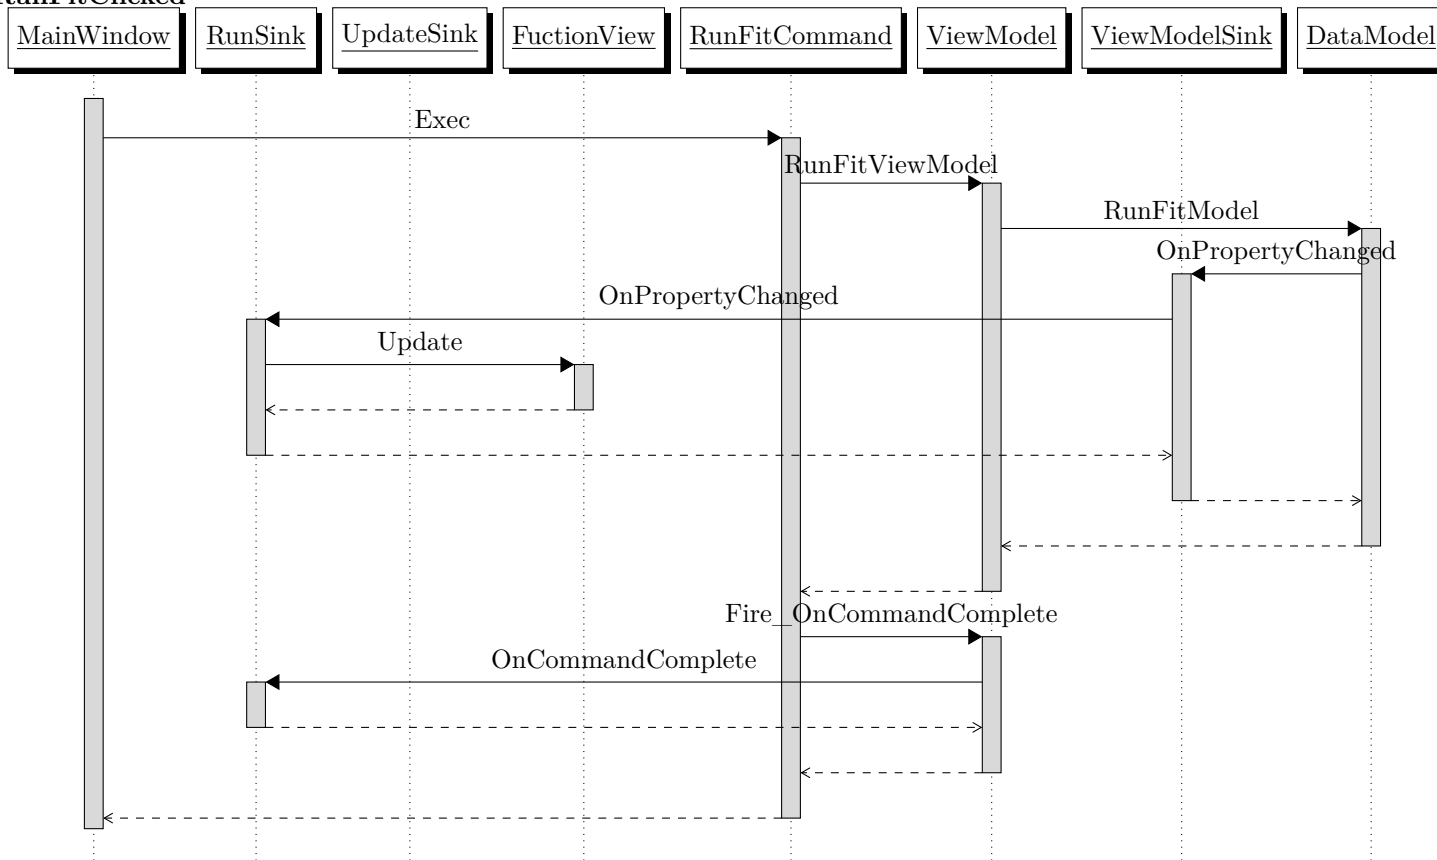 MainWindow
RunSink
UpdateSink
FuctionView
RunFitCommand
ViewModel
ViewModelSink
DataModel
Exec
RunFitViewModel
RunFitModel
OnPropertyChanged
OnPropertyChanged
Update
Fire_OnCommandComplete
OnCommandComplete